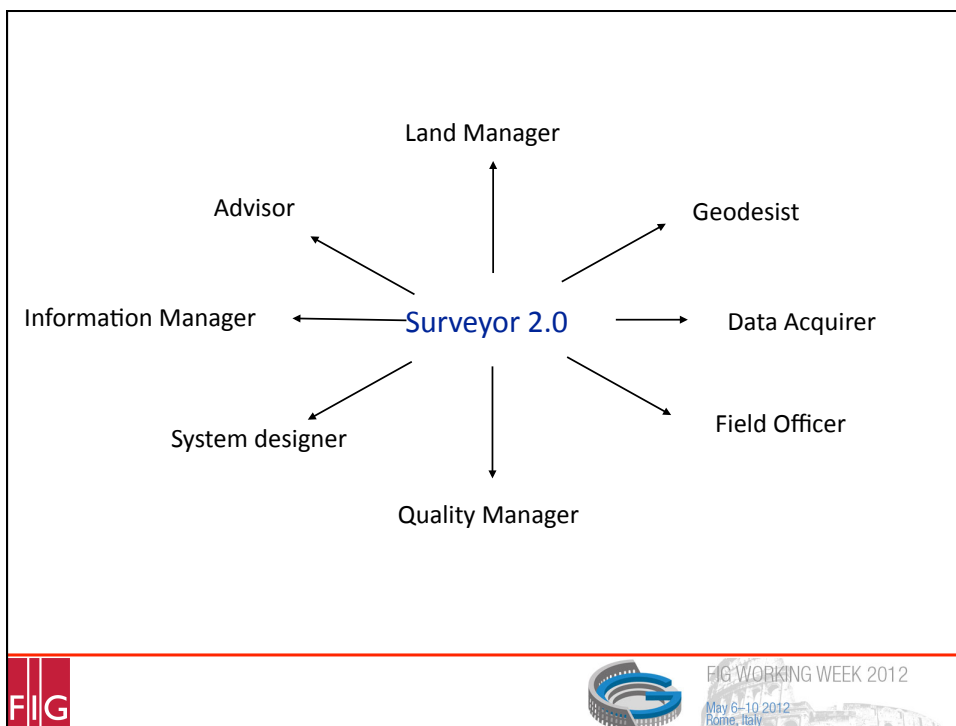 Land Manager
Advisor
Geodesist
Information Manager
Surveyor 2.0
Data Acquirer
Field Officer
System designer
Quality Manager
FIG
FIG WORKING WEEK 2012
May 6–10 2012
Rome, Italy